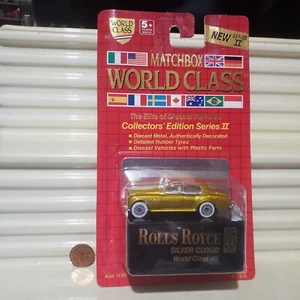 WORLD CLASS
5+
NEW SERIES II
MATCHBOX
WORLD CLASS
The Elite of Diecast Vehicles
Collectors' Edition Series II
Diecast Metal, Authentically Decorated
Detailed Rubber Tyres
Diecast Vehicles with Plastic Parts
ROLLS ROYCE
SILVER CLOUD
World Class